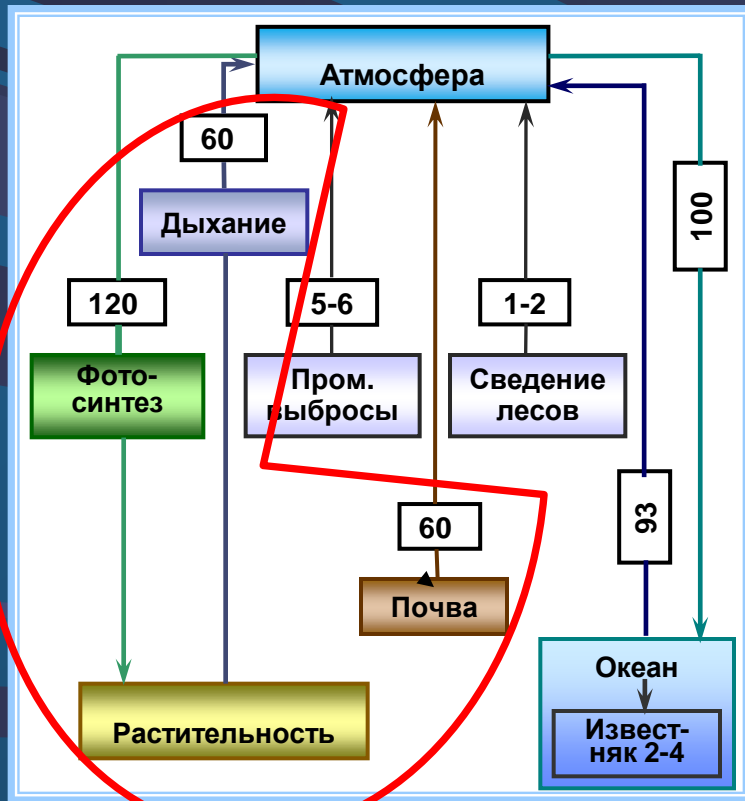 Атмосфера
60
Дыхание
100
120
5-6
1-2
Фото-
синтез
Пром.
выбросы
Сведение
лесов
93
60
Почва
Океан
Растительность
Извест-
няк 2-4